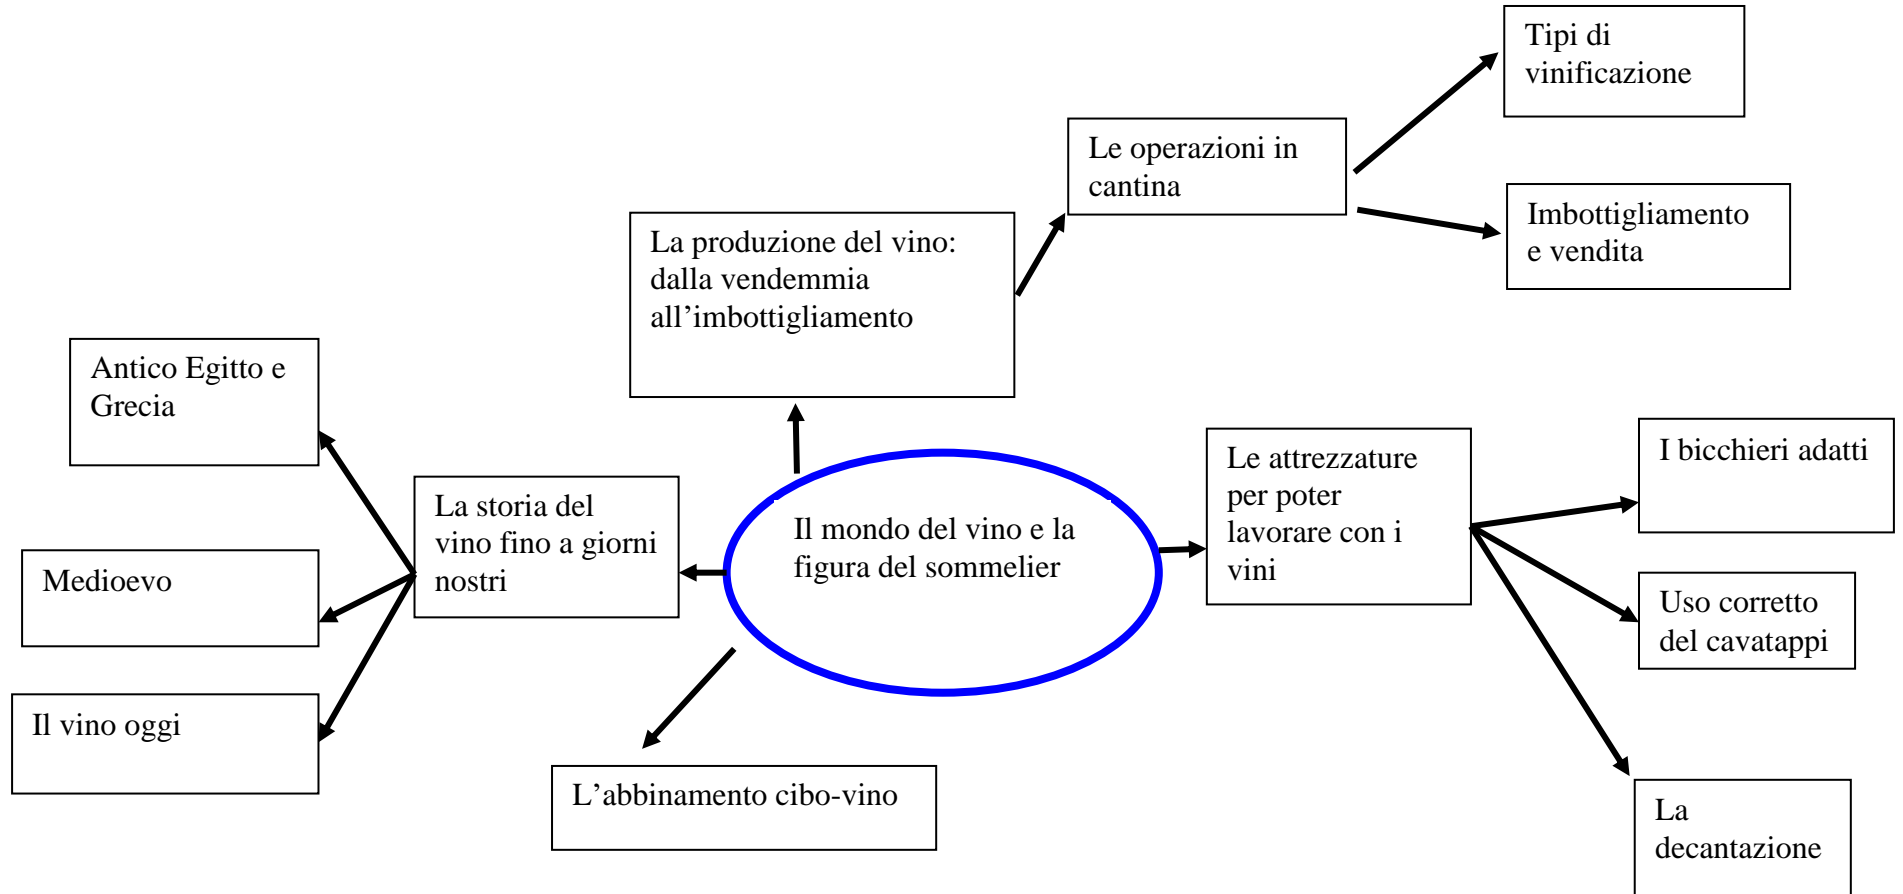 Tipi di
vinificazione
Le operazioni in
cantina
Imbottigliamento
e vendita
La produzione del vino:
dalla vendemmia
all’imbottigliamento
Antico Egitto e
Grecia
La storia del
vino fino a giorni
nostri
Medioevo
Il vino oggi
Il mondo del vino e la
figura del sommelier
Le attrezzature
per poter
lavorare con i
vini
I bicchieri adatti
Uso corretto
del cavatappi
La
decantazione
L’abbinamento cibo-vino